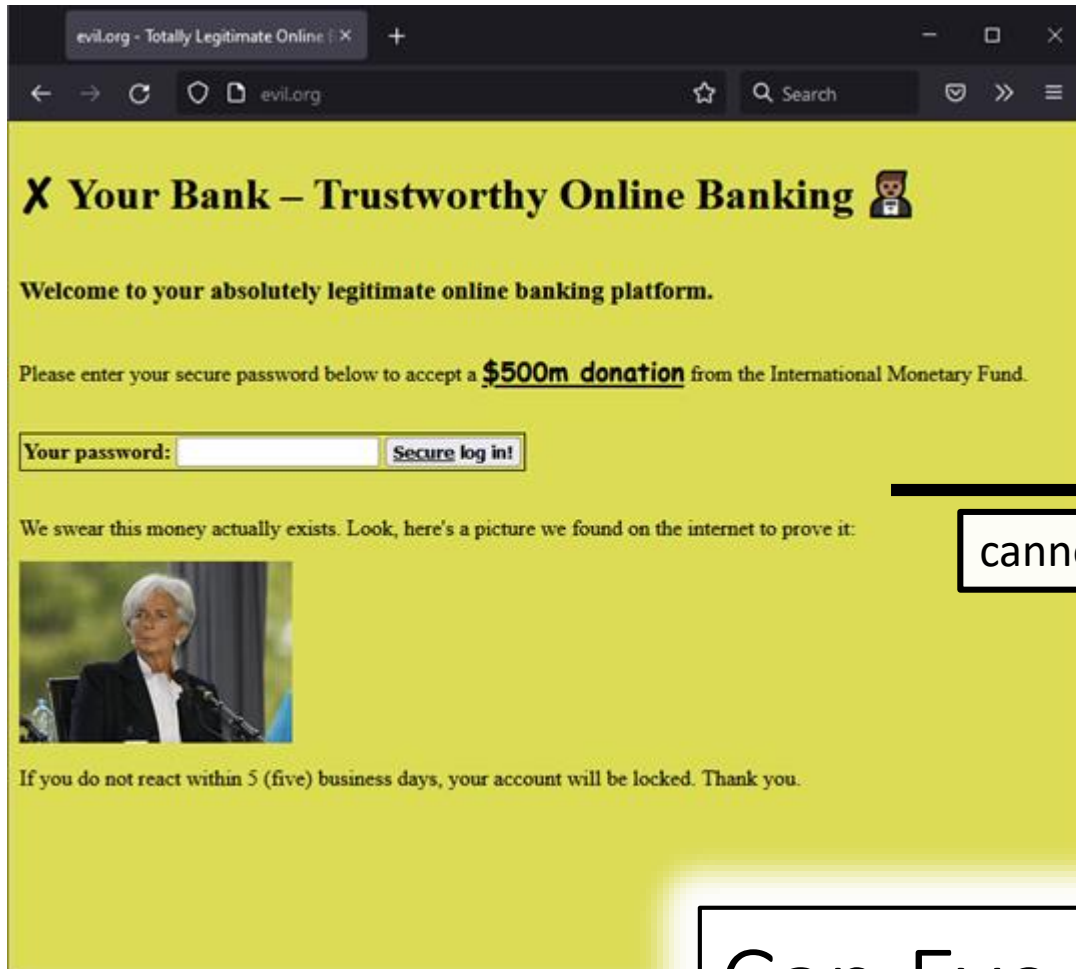 evil.org - Totally Legitimate Online
evil.org
Search
✗ Your Bank – Trustworthy Online Banking
Welcome to your absolutely legitimate online banking platform.
Please enter your secure password below to accept a $500m donation from the International Monetary Fund.
Your password: Secure log in!
We swear this money actually exists. Look, here's a picture we found on the internet to prove it:
If you do not react within 5 (five) business days, your account will be locked. Thank you.